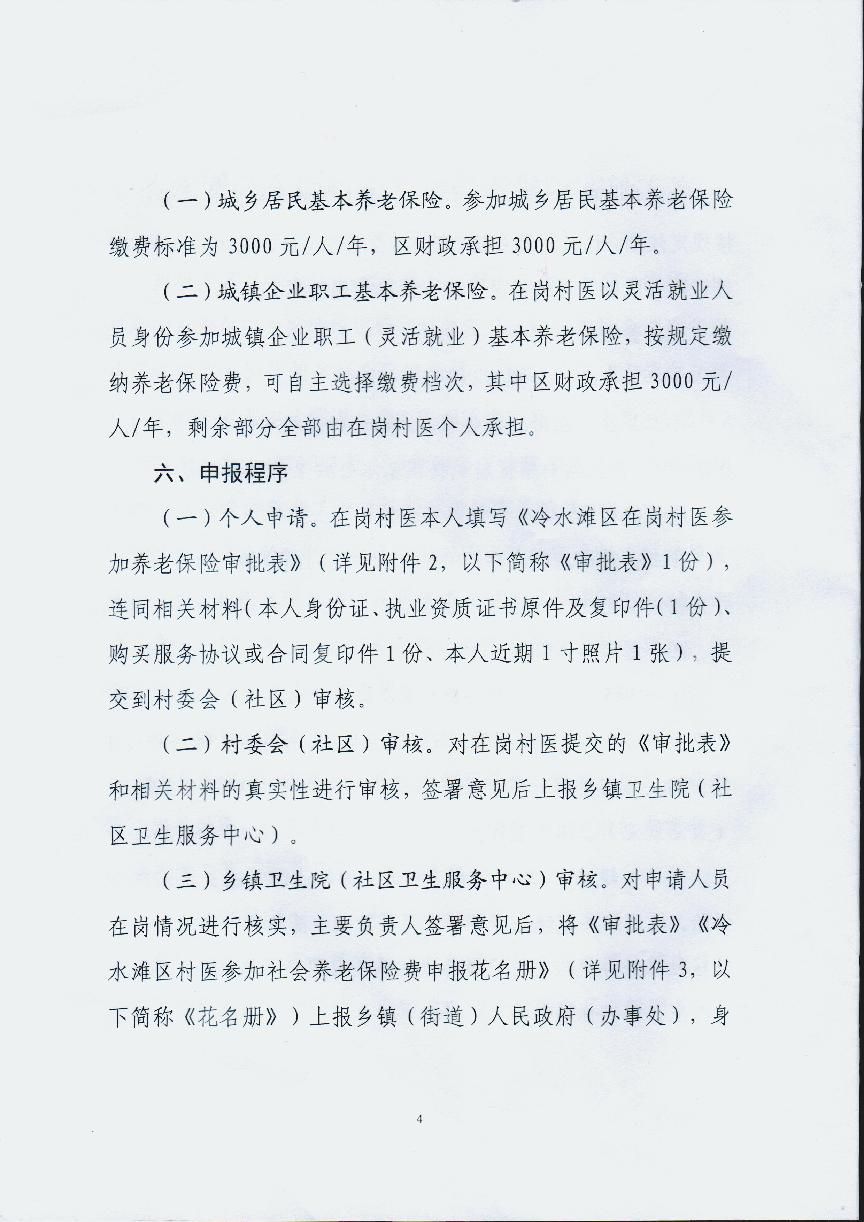 （一）城乡居民基本养老保险。参加城乡居民基本养老保险
缴费标准为 3000 元/人/年，区财政承担 3000 元/人/年。
（二）城镇企业职工基本养老保险。在岗村医以灵活就业人
员身份参加城镇企业职工（灵活就业）基本养老保险，按规定缴
纳养老保险费，可自主选择缴费档次，其中区财政承担 3000 元/
人/年，剩余部分全部由在岗村医个人承担。
六、申报程序
（一）个人申请。在岗村医本人填写《冷水滩区在岗村医参
加养老保险审批表》（详见附件 2，以下简称《审批表》1 份），
连同相关材料（本人身份证、执业资质证书原件及复印件（1 份）、
购买服务协议或合同复印件 1 份、本人近期 1 寸照片 1 张），提
交到村委会（社区）审核。
（二）村委会（社区）审核。对在岗村医提交的《审批表》
和相关材料的真实性进行审核，签署意见后上报乡镇卫生院（社
区卫生服务中心）。
（三）乡镇卫生院（社区卫生服务中心）审核。对申请人员
在岗情况进行核实，主要负责人签署意见后，将《审批表》《冷
水滩区村医参加社会养老保险费申报花名册》（详见附件 3，以
下简称《花名册》）上报乡镇（街道）人民政府（办事处），身
4